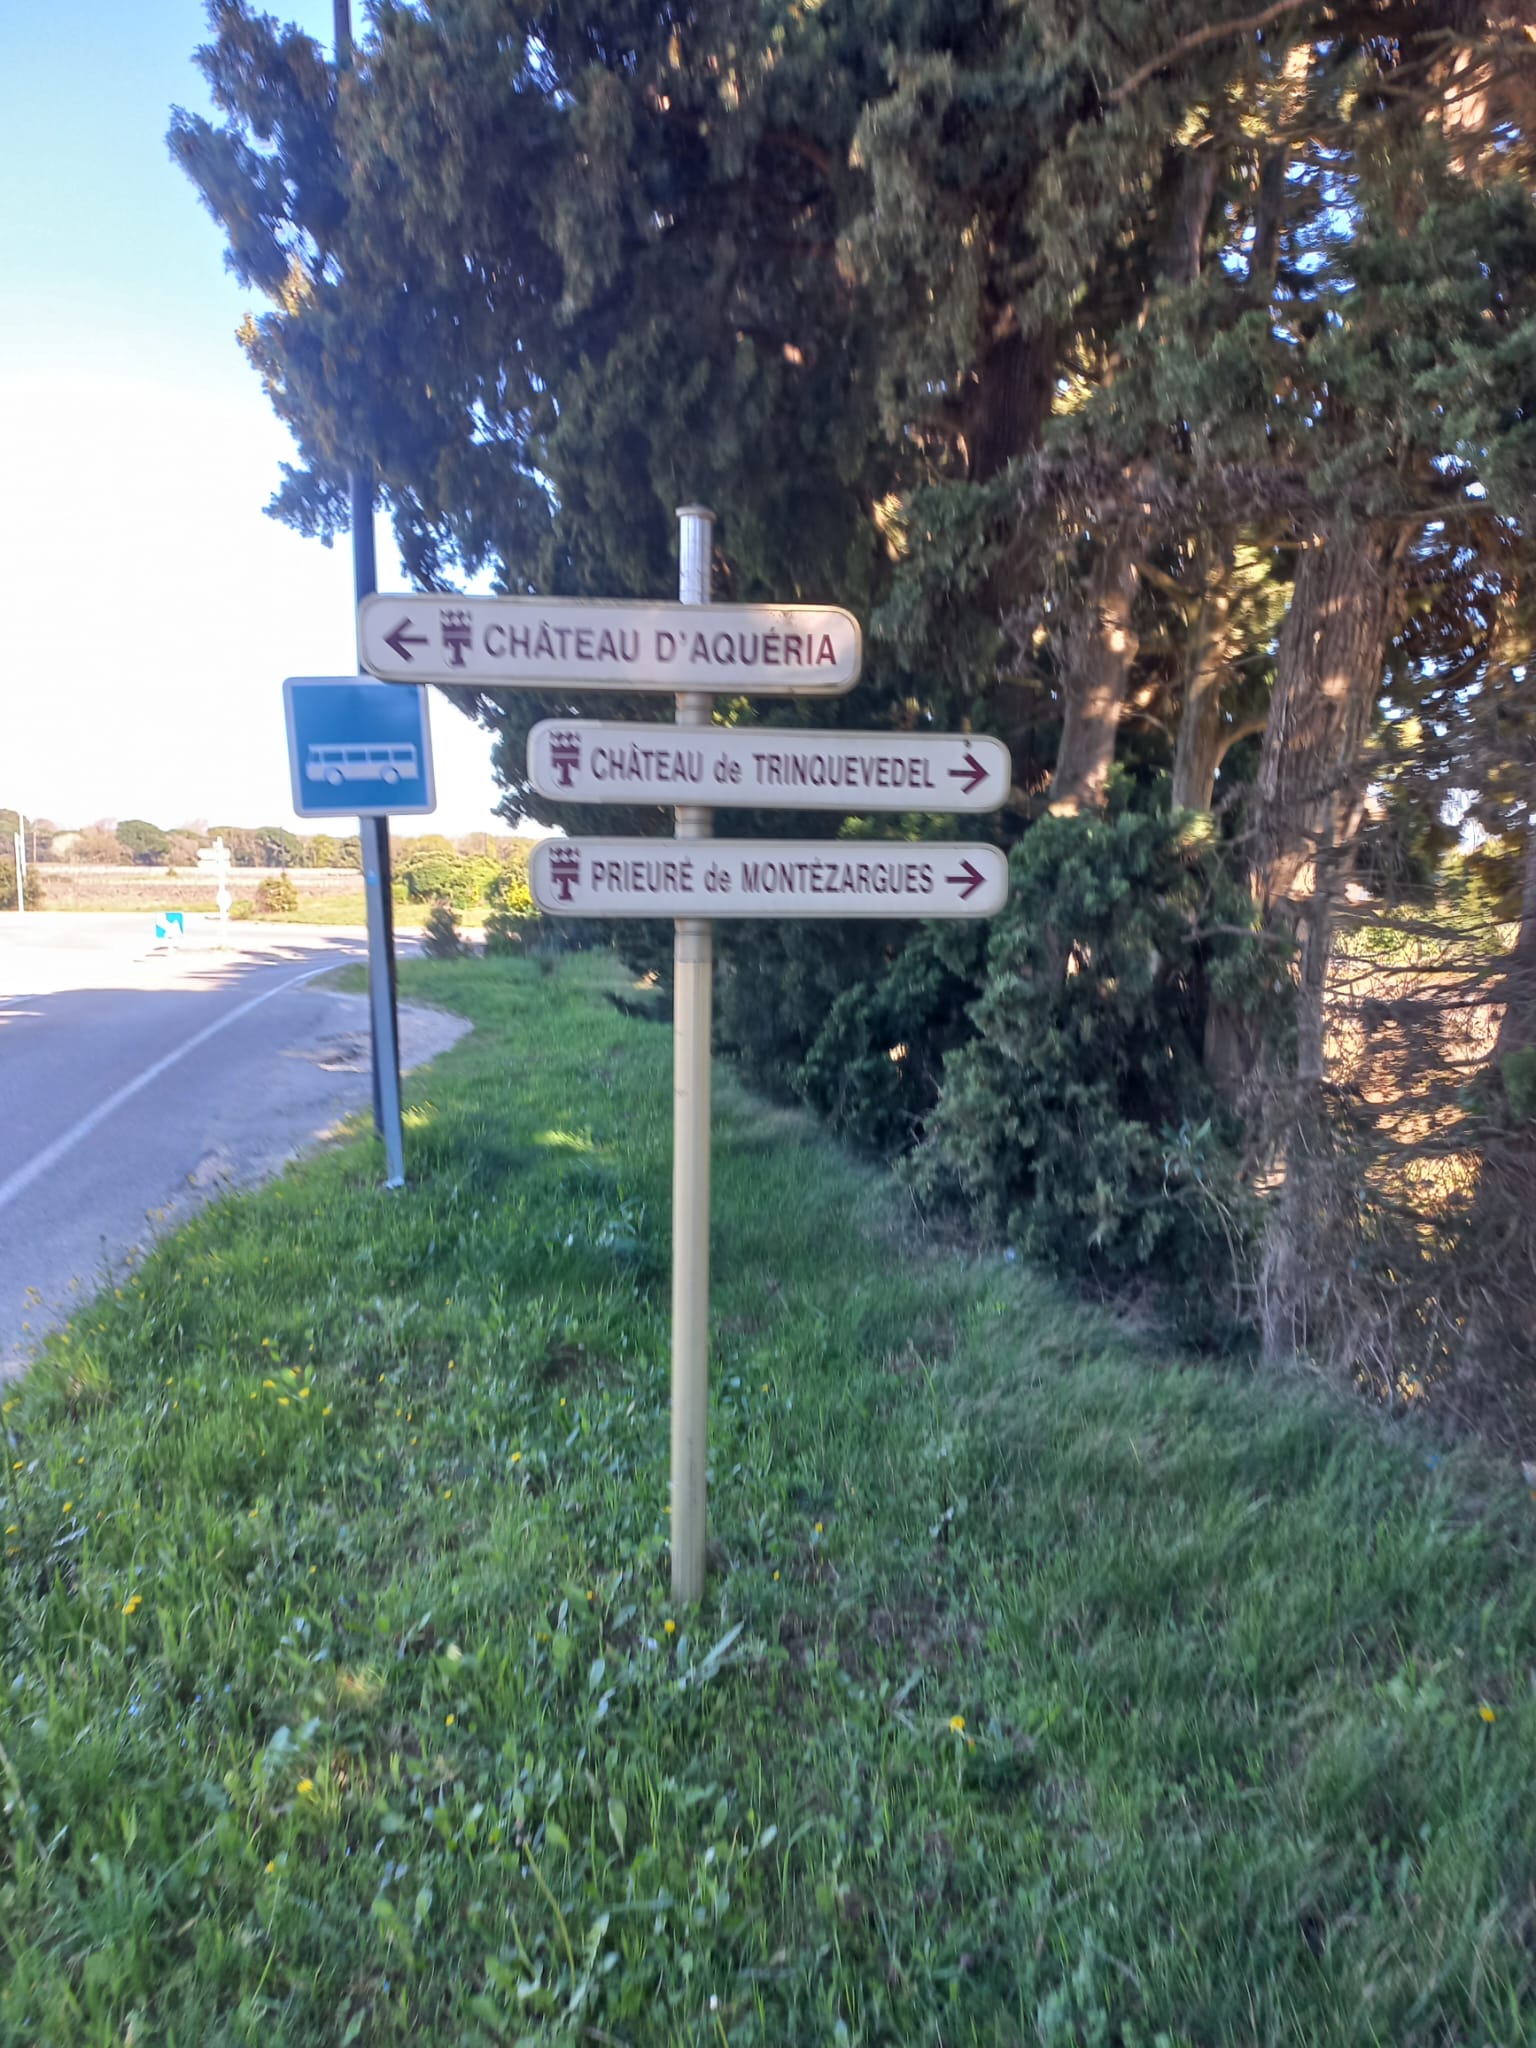 CHÂTEAU D'AQUÉRIA
CHÂTEAU de TRINQUEVEDEL
PRIEURÉ de MONTÉZARGUES